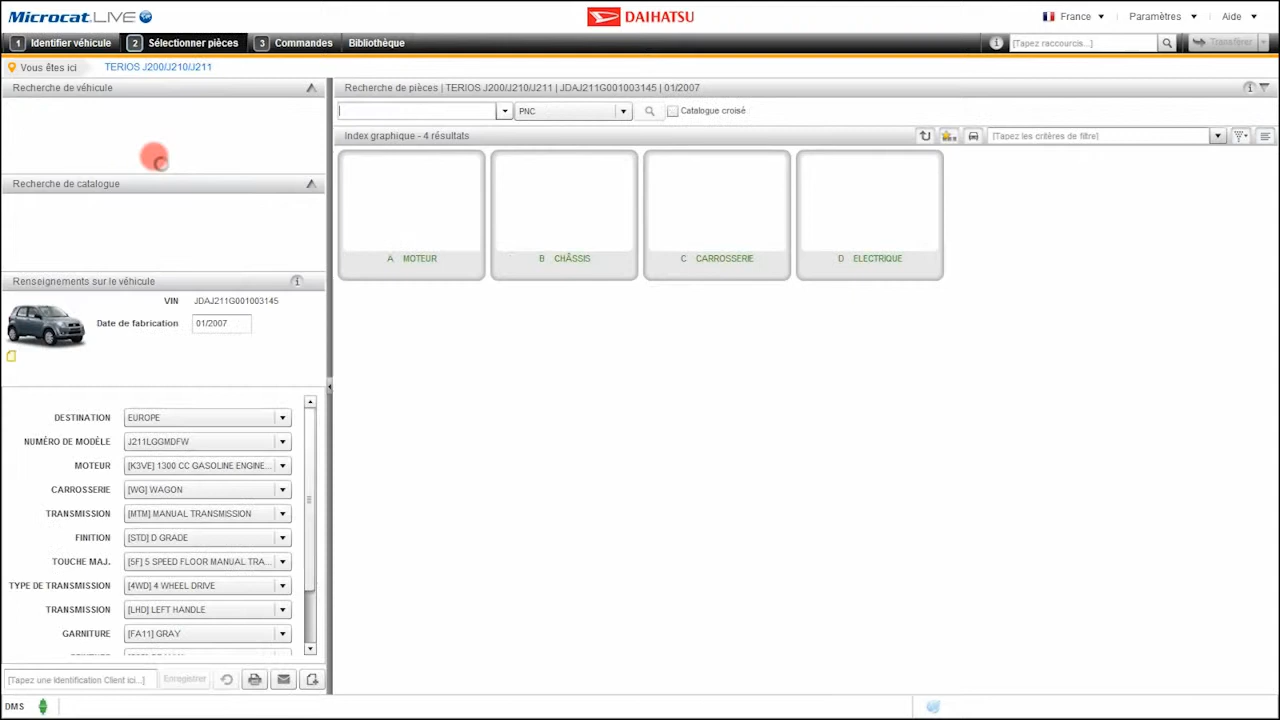 Microcat.LIVE
DAIHATSU
France
Paramètres
Aide
1 Identifier véhicule
2 Sélectionner pièces
3 Commandes
Bibliothèque
[Tapez raccourcis...]
Transférer
Vous êtes ici
TERIOS J200/J210/J211
Recherche de véhicule
Recherche de pièces | TERIOS J200/J210/J211 | JDAJ211G001003145 | 01/2007
PNC
Catalogue croisé
Index graphique - 4 résultats
[Tapez les critères de filtre]
Recherche de catalogue
A MOTEUR
B CHÂSSIS
C CARROSSERIE
D ELECTRIQUE
Renseignements sur le véhicule
VIN JDAJ211G001003145
Date de fabrication 01/2007
DESTINATION EUROPE
NUMÉRO DE MODÈLE J211LGGMDFW
MOTEUR [K3VE] 1300 CC GASOLINE ENGINE...
CARROSSERIE [WG] WAGON
TRANSMISSION [MTM] MANUAL TRANSMISSION
FINITION [STD] D GRADE
TOUCHE MAJ. [5F] 5 SPEED FLOOR MANUAL TRA...
TYPE DE TRANSMISSION [4WD] 4 WHEEL DRIVE
TRANSMISSION [LHD] LEFT HANDLE
GARNITURE [FA11] GRAY
[Tapez une Identification Client ici...]
Enregistrer
DMS